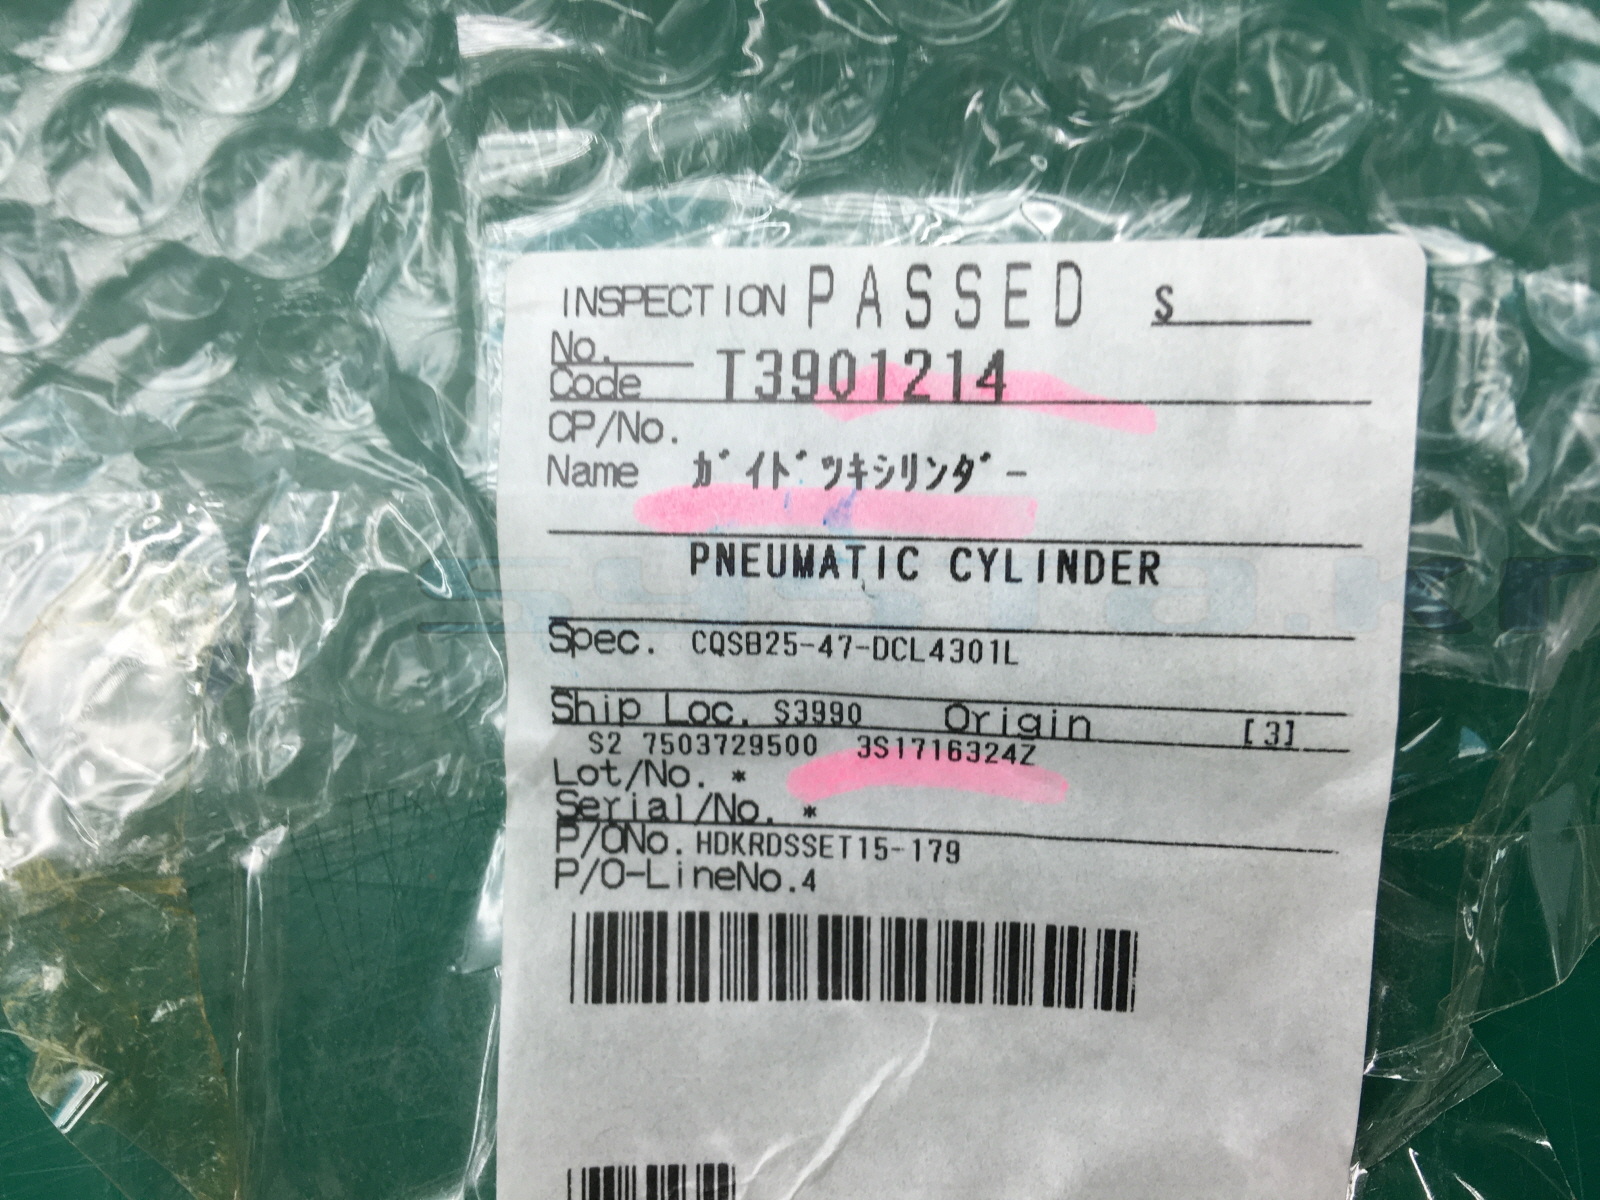 INSPECTION PASSED S
No.
Code T3901214
CP/No.
Name ガイドツキシリンダー
PNEUMATIC CYLINDER
Spec. CQSB25-47-DCL4301L
Ship Loc. S3990 Origin [3]
S2 7503729500 3S1716324Z
Lot/No. *
Serial/No. *
P/ONo. HDKRDSSET15-179
P/O-LineNo.4